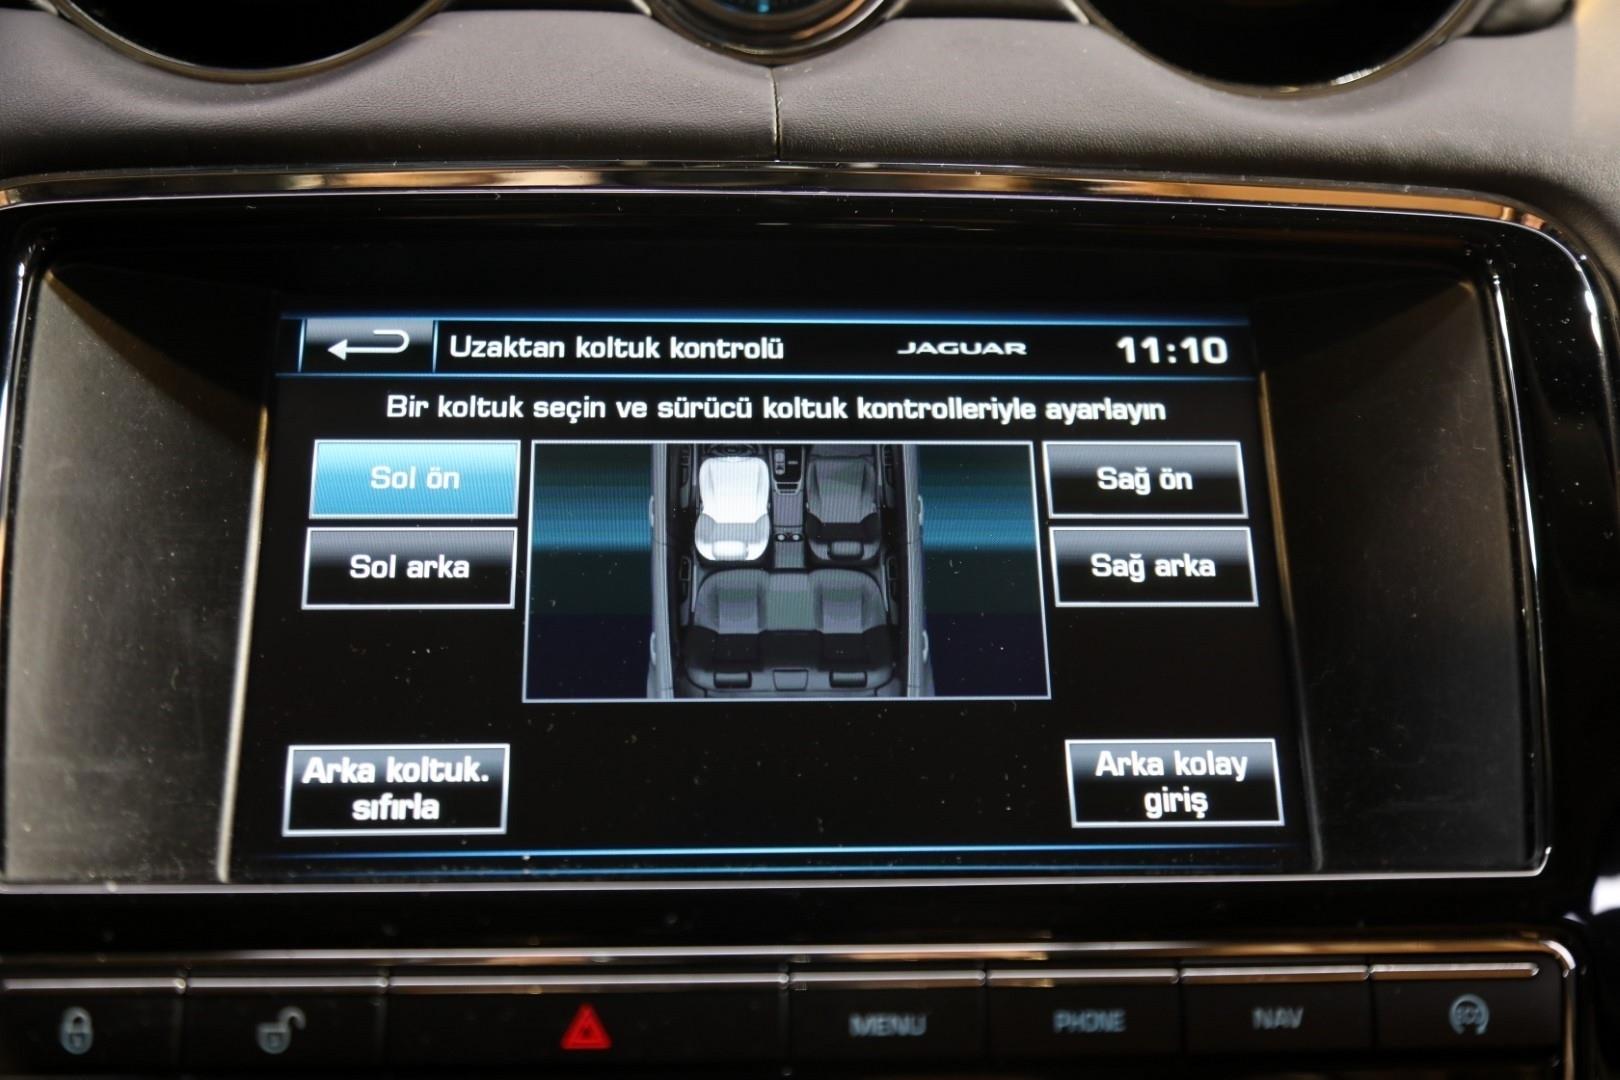 Uzaktan koltuk kontrolü JAGUAR 11:10
Bir koltuk seçin ve sürücü koltuk kontrolleriyle ayarlayın
Sol ön
Sağ ön
Sol arka
Sağ arka
Arka koltuk.
sıfırla
Arka kolay
giriş
MENU PHONE NAV